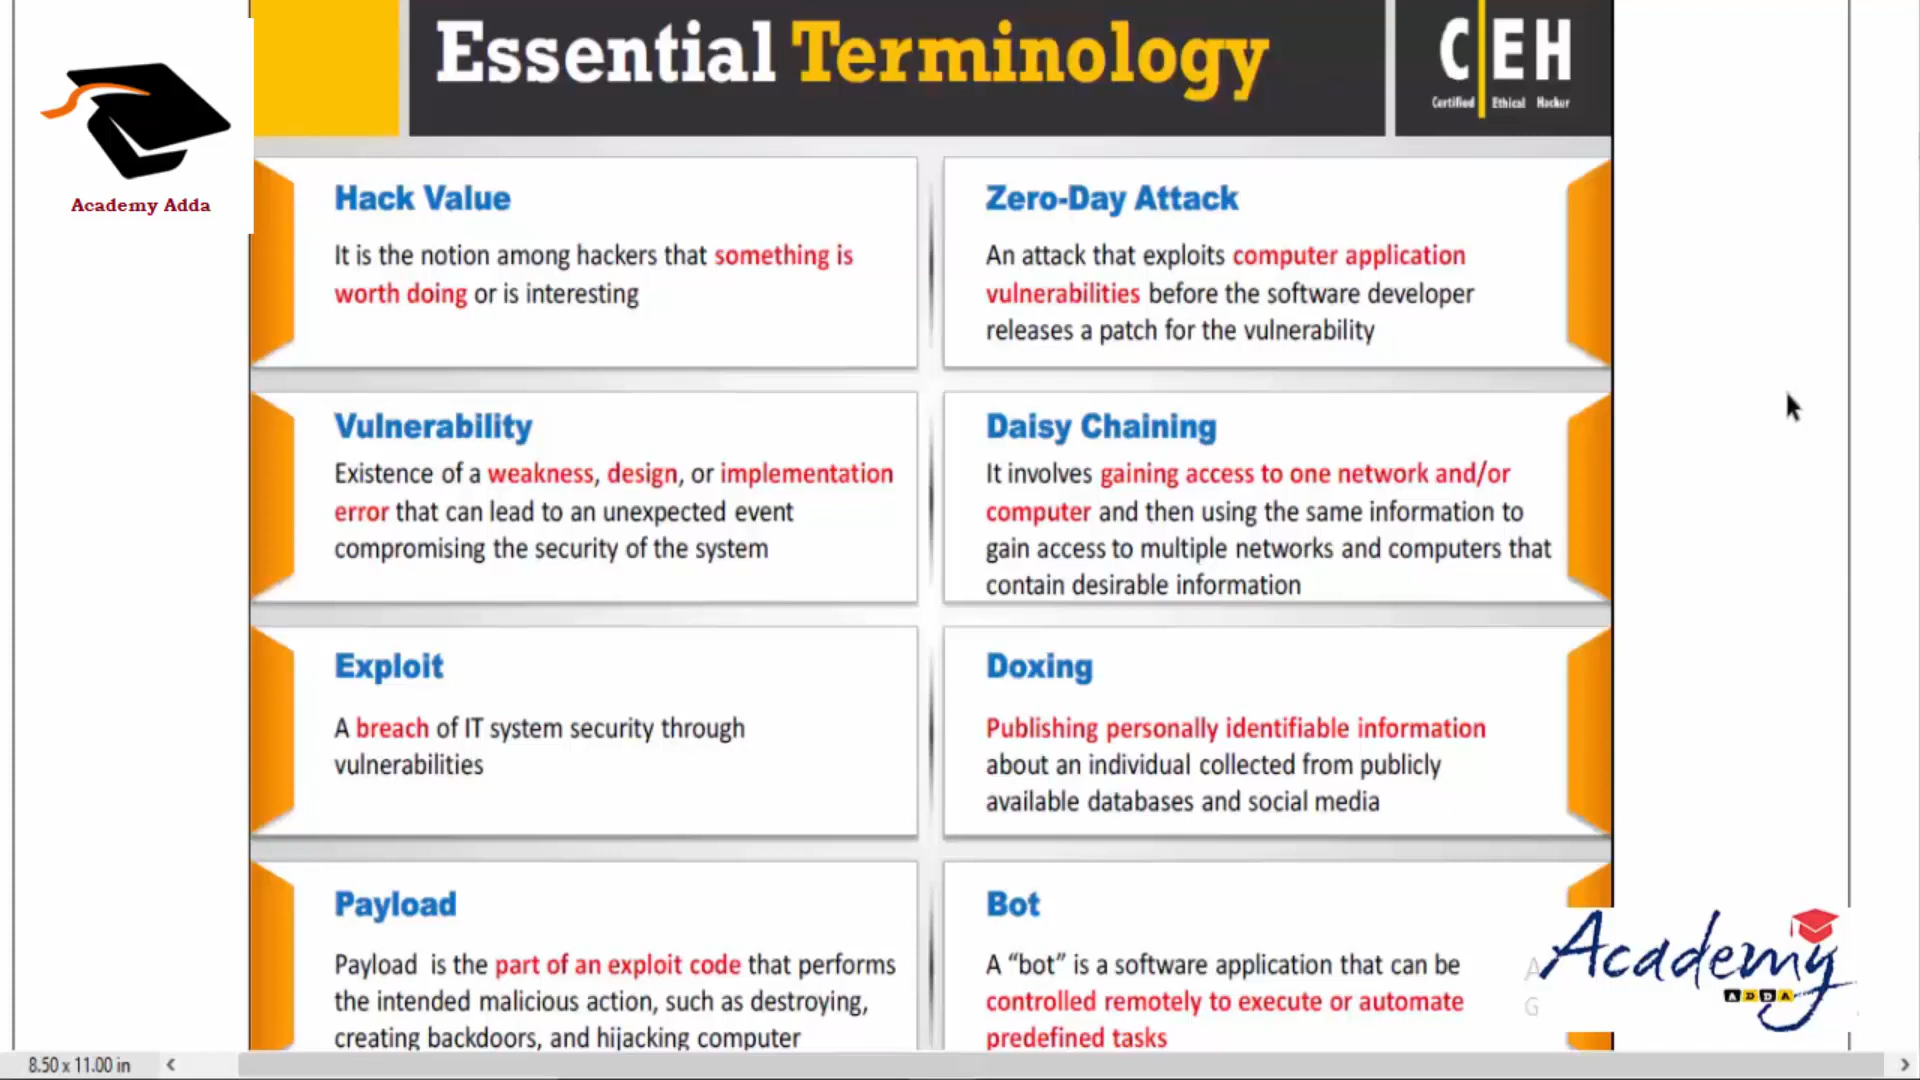 Essential Terminology
C|EH
Certified Ethical Hacker
Academy Adda
Hack Value
It is the notion among hackers that something is
worth doing or is interesting
Zero-Day Attack
An attack that exploits computer application
vulnerabilities before the software developer
releases a patch for the vulnerability
Vulnerability
Existence of a weakness, design, or implementation
error that can lead to an unexpected event
compromising the security of the system
Daisy Chaining
It involves gaining access to one network and/or
computer and then using the same information to
gain access to multiple networks and computers that
contain desirable information
Exploit
A breach of IT system security through
vulnerabilities
Doxing
Publishing personally identifiable information
about an individual collected from publicly
available databases and social media
Payload
Payload is the part of an exploit code that performs
the intended malicious action, such as destroying,
creating backdoors, and hijacking computer
Bot
A “bot” is a software application that can be
controlled remotely to execute or automate
predefined tasks
Academy
ADDA
8.50 x 11.00 in